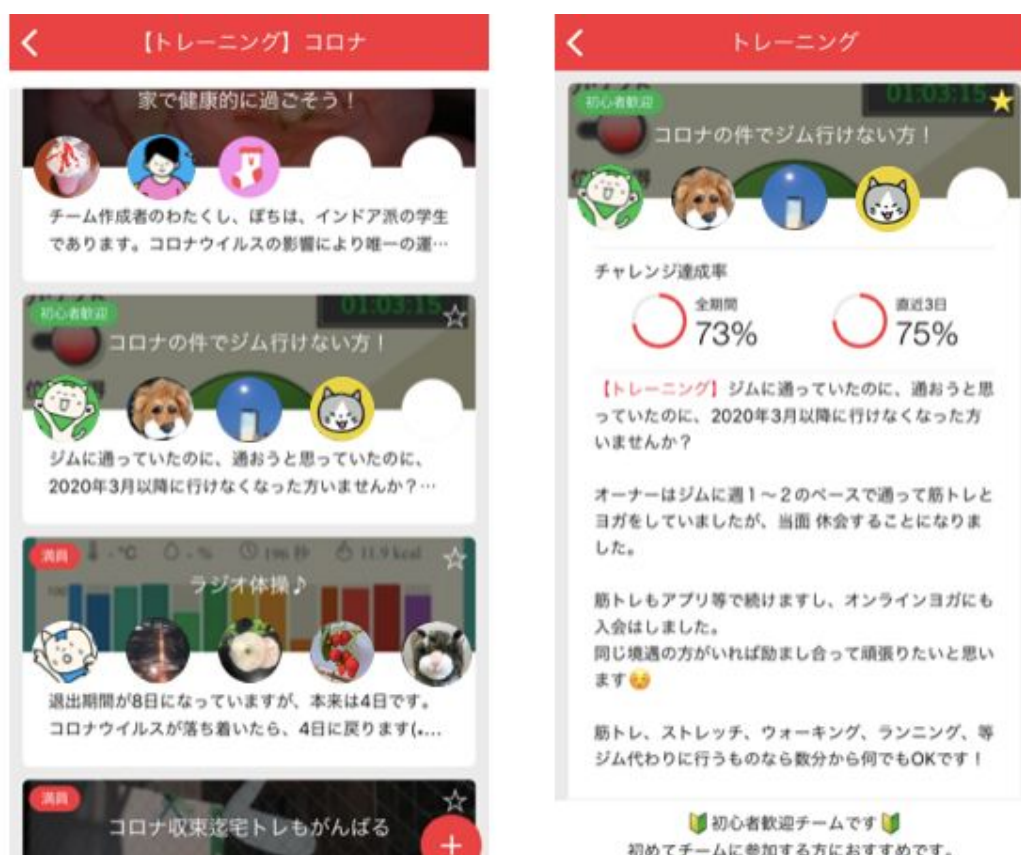 【トレーニング】コロナ
家で健康的に過ごそう！
チーム作成者のわたくし、ぽちは、インドア派の学生
であります。コロナウイルスの影響により唯一の運…
初心者歓迎
01:03:15
コロナの件でジム行けない方！
ジムに通っていたのに、通おうと思っていたのに、
2020年3月以降に行けなくなった方いませんか？…
満員
- °C
- %
196 秒
11.9 kcal
100
ラジオ体操♪
退出期間が8日になっていますが、本来は4日です。
コロナウイルスが落ち着いたら、4日に戻ります(｡...
満員
コロナ収束迄宅トレもがんばる
+
トレーニング
初心者歓迎
01:03:15
コロナの件でジム行けない方！
チャレンジ達成率
全期間
73%
直近3日
75%
【トレーニング】ジムに通っていたのに、通おうと思
っていたのに、2020年3月以降に行けなくなった方
いませんか？
オーナーはジムに週1〜2のペースで通って筋トレと
ヨガをしていましたが、当面 休会することになりま
した。
筋トレもアプリ等で続けますし、オンラインヨガにも
入会はしました。
同じ境遇の方がいれば励まし合って頑張りたいと思い
ます
筋トレ、ストレッチ、ウォーキング、ランニング、等
ジム代わりに行うものなら数分から何でもOKです！
🔰初心者歓迎チームです🔰
初めてチームに参加する方におすすめです。